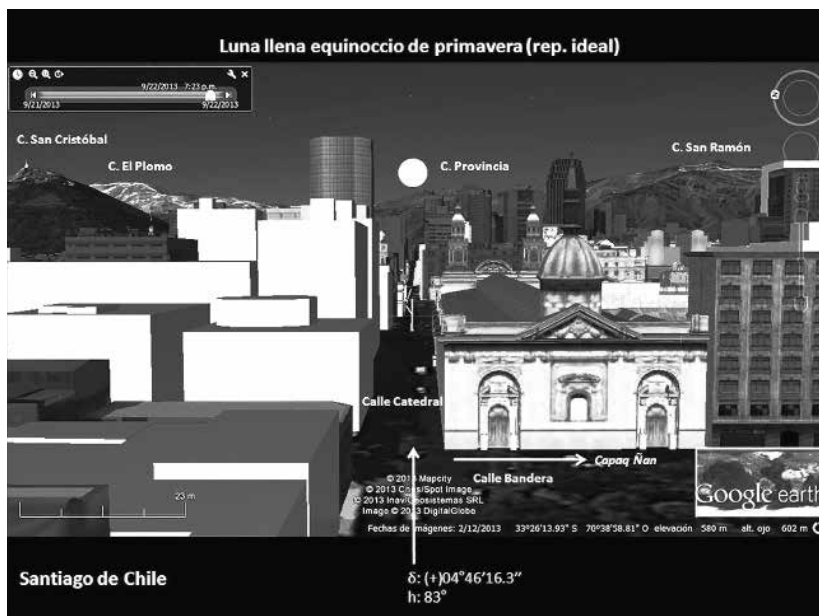 Luna llena equinoccio de primavera (rep. ideal)
9/22/2013 7:23 p.m.
9/21/2013 9/22/2013
C. San Cristóbal
C. El Plomo
C. Provincia
C. San Ramón
Calle Catedral
Capaq Ñan
Calle Bandera
© 2013 Mapcity
© 2013 Cnes/Spot Image
© 2013 Inav/Geosistemas SRL
Image © 2013 DigitalGlobe
23 m
Google earth
Fechas de imágenes: 2/12/2013 33°26'13.93" S 70°38'58.81" O elevación 580 m alt. ojo 602 m
Santiago de Chile
δ: (+)04°46'16.3"
h: 83°